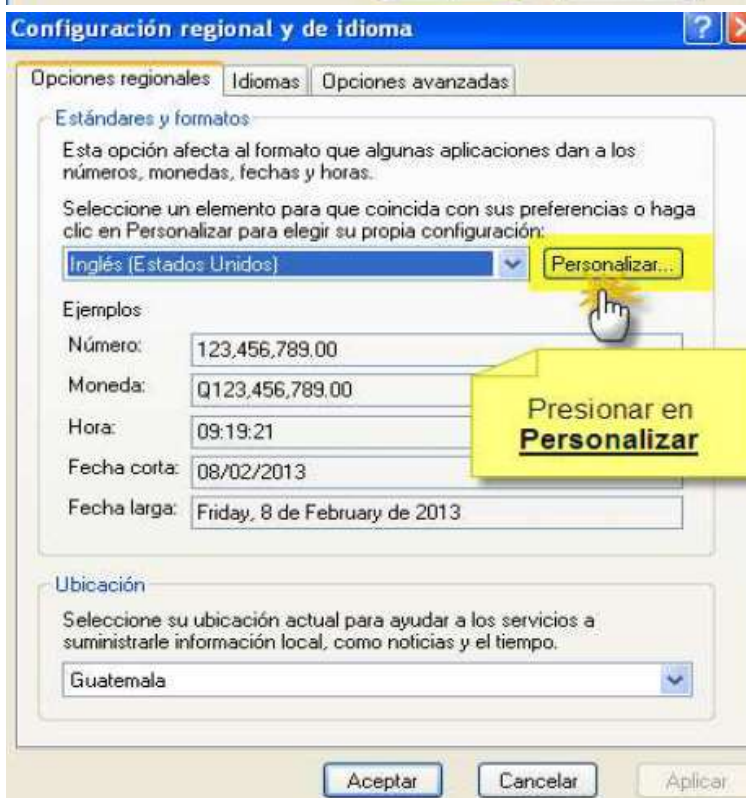 Configuración regional y de idioma
Opciones regionales Idiomas Opciones avanzadas
Estándares y formatos
Esta opción afecta al formato que algunas aplicaciones dan a los
números, monedas, fechas y horas.
Seleccione un elemento para que coincida con sus preferencias o haga
clic en Personalizar para elegir su propia configuración:
Inglés (Estados Unidos) Personalizar...
Ejemplos
Número: 123,456,789.00
Moneda: Q123,456,789.00
Presionar en
Personalizar
Hora: 09:19:21
Fecha corta: 08/02/2013
Fecha larga: Friday, 8 de February de 2013
Ubicación
Seleccione su ubicación actual para ayudar a los servicios a
suministrarle información local, como noticias y el tiempo.
Guatemala
Aceptar Cancelar Aplicar